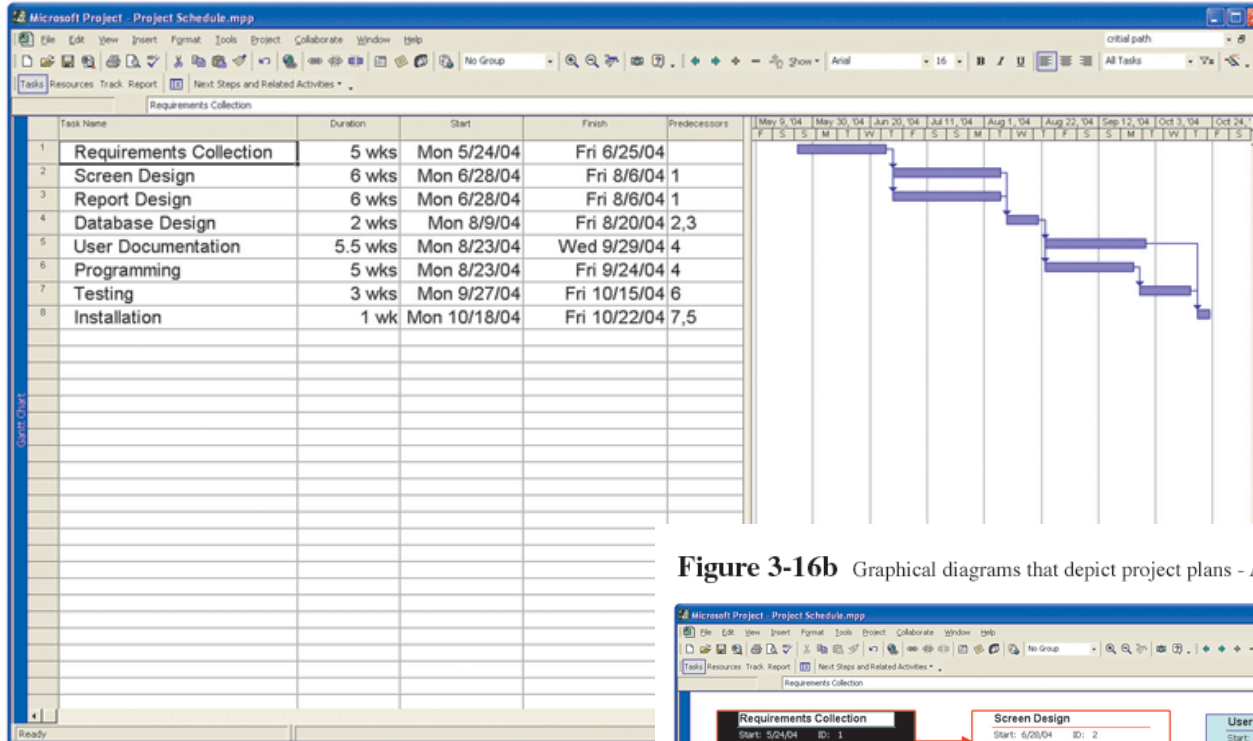 Microsoft Project - Project Schedule.mpp
File Edit View Insert Format Tools Project Collaborate Window Help critial path
No Group Show Arial 16 B I U All Tasks
Tasks Resources Track Report Next Steps and Related Activities
Requirements Collection
Task Name Duration Start Finish Predecessors May 9, '04 May 30, '04 Jun 20, '04 Jul 11, '04 Aug 1, '04 Aug 22, '04 Sep 12, '04 Oct 3, '04 Oct 24, '
F S S M T W T F S S M T W T F S S M T W T F S
1 Requirements Collection 5 wks Mon 5/24/04 Fri 6/25/04
2 Screen Design 6 wks Mon 6/28/04 Fri 8/6/04 1
3 Report Design 6 wks Mon 6/28/04 Fri 8/6/04 1
4 Database Design 2 wks Mon 8/9/04 Fri 8/20/04 2,3
5 User Documentation 5.5 wks Mon 8/23/04 Wed 9/29/04 4
6 Programming 5 wks Mon 8/23/04 Fri 9/24/04 4
7 Testing 3 wks Mon 9/27/04 Fri 10/15/04 6
8 Installation 1 wk Mon 10/18/04 Fri 10/22/04 7,5
Gantt Chart
Ready
Figure 3-16b Graphical diagrams that depict project plans -
Microsoft Project - Project Schedule.mpp
File Edit View Insert Format Tools Project Collaborate Window Help
No Group
Tasks Resources Track Report Next Steps and Related Activities
Requirements Collection
Requirements Collection Screen Design User
Start: 5/24/04 ID: 1 Start: 6/28/04 ID: 2 Start: